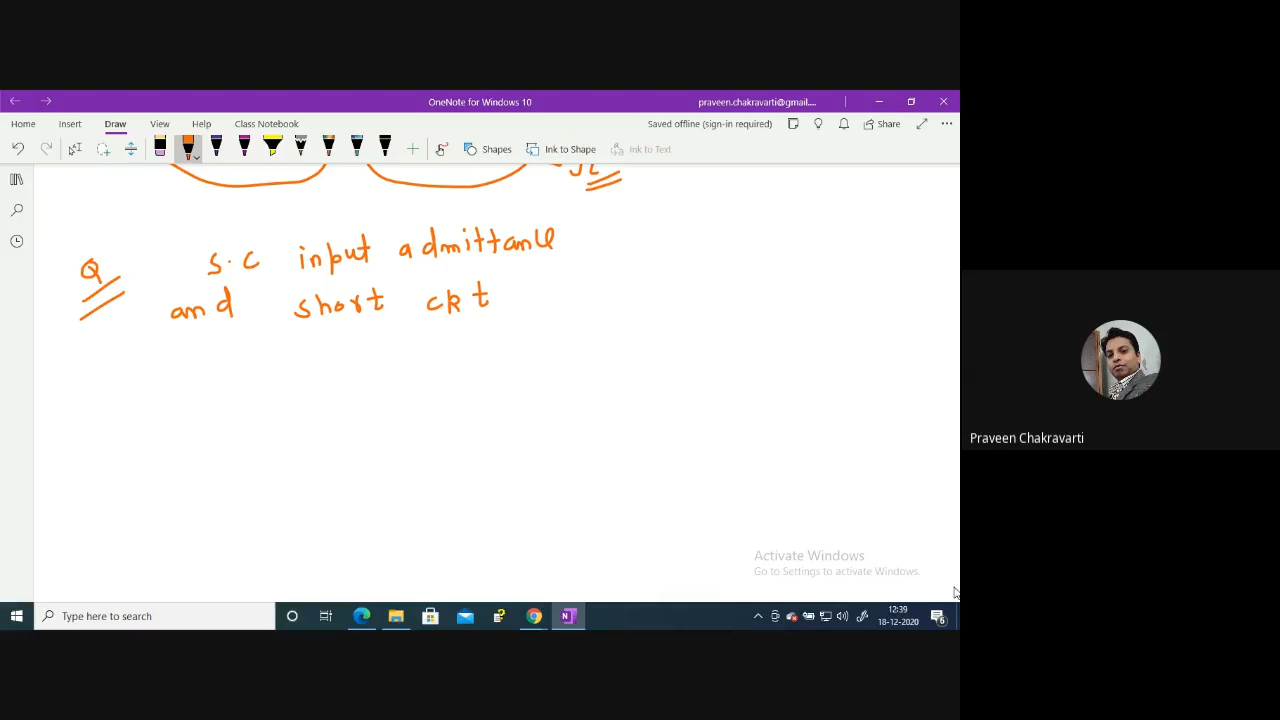 OneNote for Windows 10
praveen.chakravarti@gmail....
Home Insert Draw View Help Class Notebook
Saved offline (sign-in required) Share
Shapes Ink to Shape Ink to Text
Q S.C input admittance
and short ckt
Praveen Chakravarti
Activate Windows
Go to Settings to activate Windows.
Type here to search
12:39
18-12-2020
6